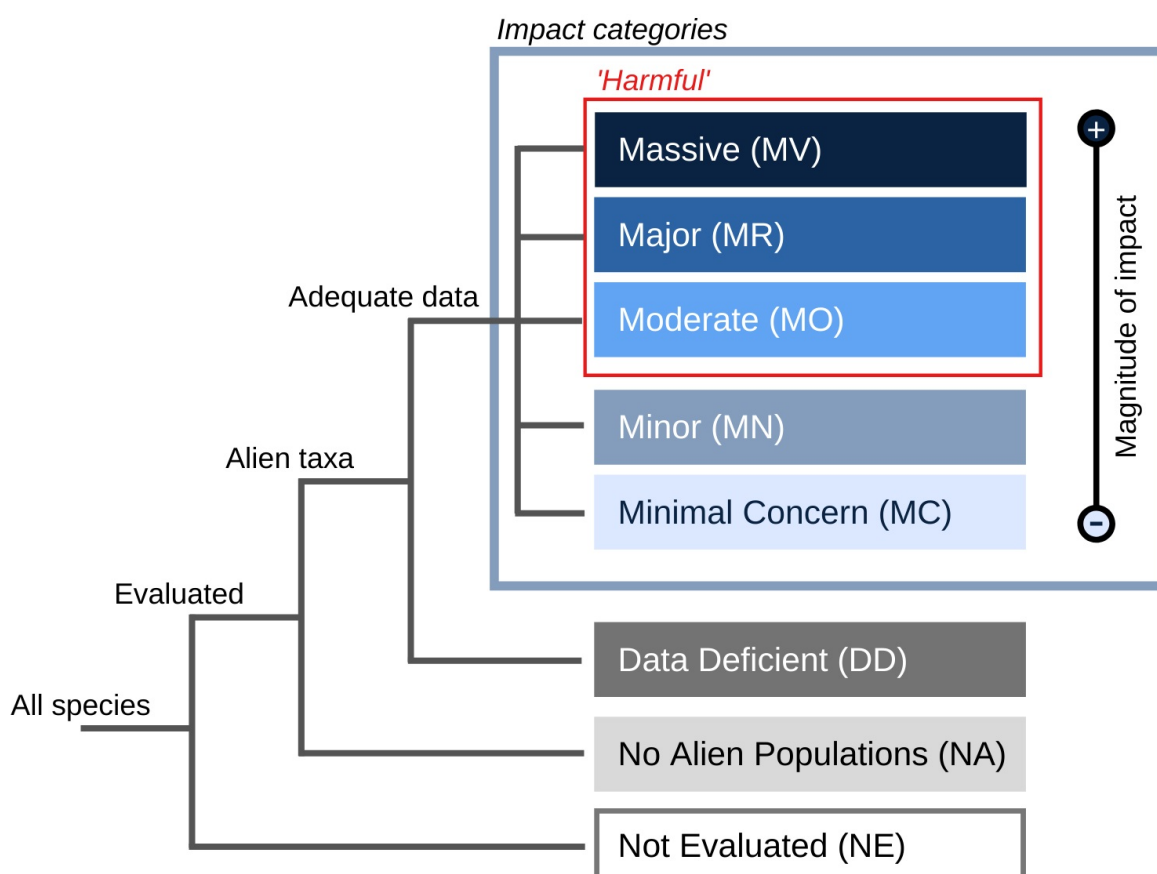 Impact categories
'Harmful'
Massive (MV)
+
Major (MR)
Adequate data
Moderate (MO)
Magnitude of impact
Minor (MN)
Alien taxa
Minimal Concern (MC)
-
Evaluated
Data Deficient (DD)
All species
No Alien Populations (NA)
Not Evaluated (NE)